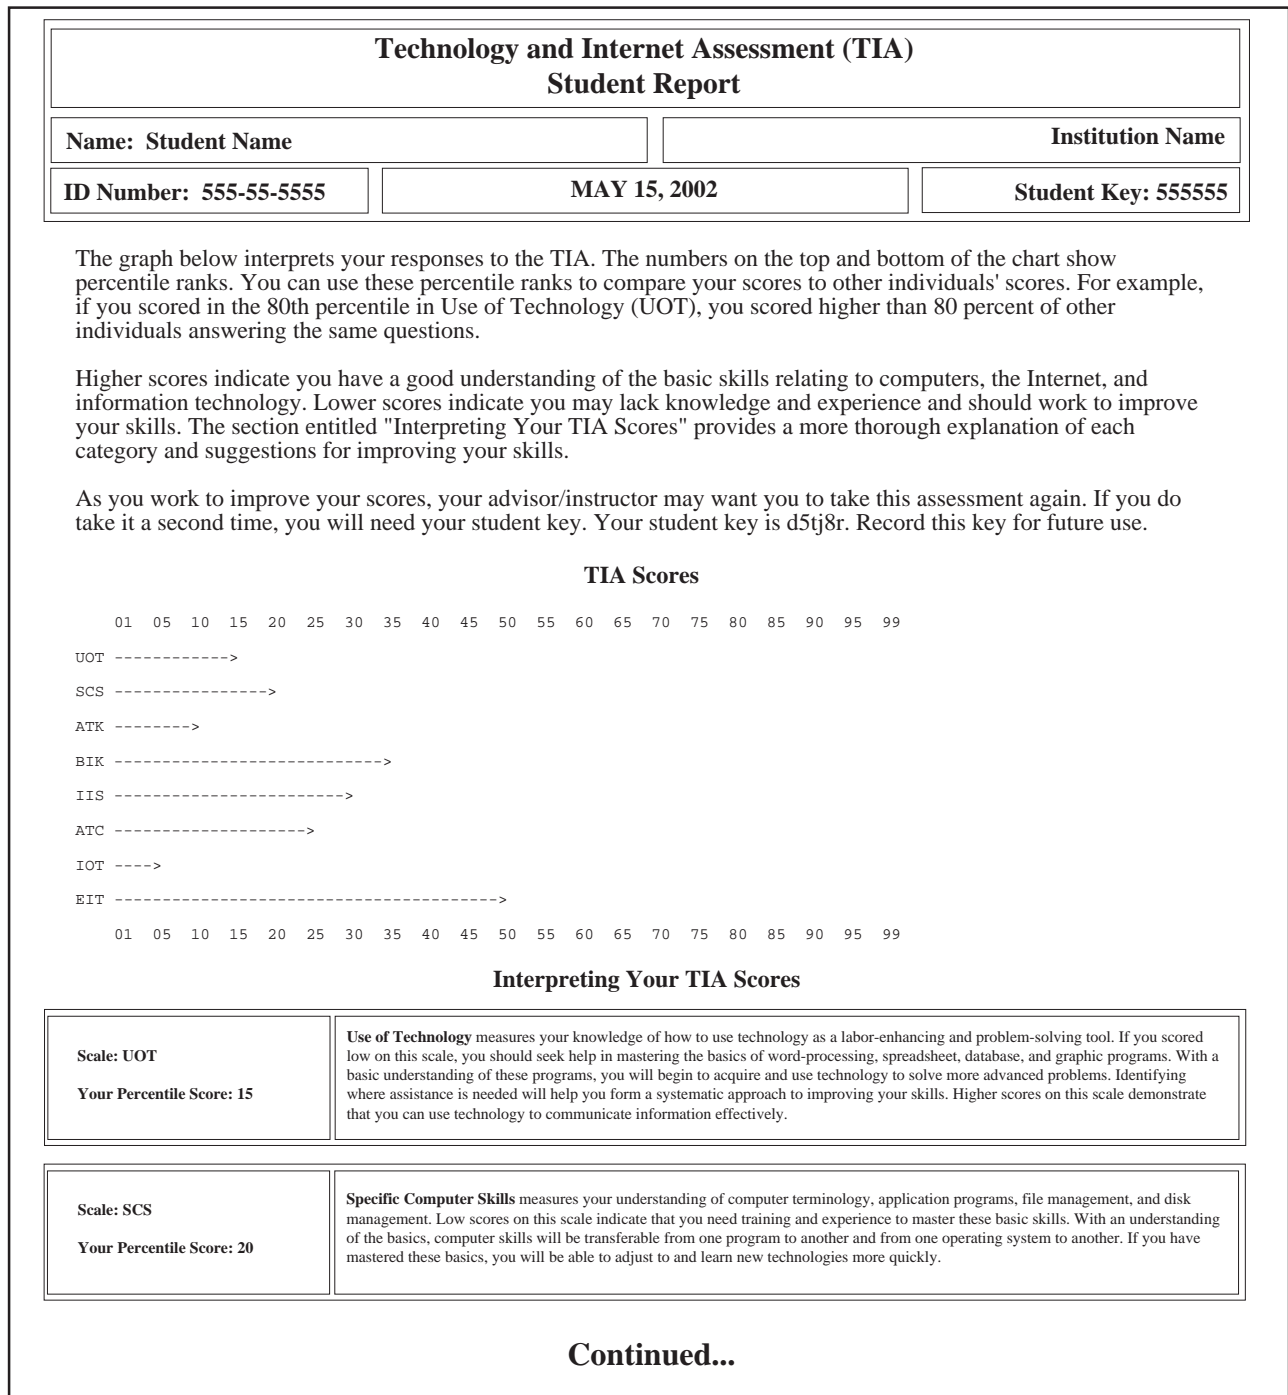 Technology and Internet Assessment (TIA)
Student Report
Name: Student Name
Institution Name
ID Number: 555-55-5555
MAY 15, 2002
Student Key: 555555
The graph below interprets your responses to the TIA. The numbers on the top and bottom of the chart show
percentile ranks. You can use these percentile ranks to compare your scores to other individuals' scores. For example,
if you scored in the 80th percentile in Use of Technology (UOT), you scored higher than 80 percent of other
individuals answering the same questions.
Higher scores indicate you have a good understanding of the basic skills relating to computers, the Internet, and
information technology. Lower scores indicate you may lack knowledge and experience and should work to improve
your skills. The section entitled "Interpreting Your TIA Scores" provides a more thorough explanation of each
category and suggestions for improving your skills.
As you work to improve your scores, your advisor/instructor may want you to take this assessment again. If you do
take it a second time, you will need your student key. Your student key is d5tj8r. Record this key for future use.
TIA Scores
01 05 10 15 20 25 30 35 40 45 50 55 60 65 70 75 80 85 90 95 99
UOT ------------>
SCS ---------------->
ATK -------->
BIK ---------------------------->
IIS ------------------------>
ATC -------------------->
IOT ---->
EIT ---------------------------------------->
01 05 10 15 20 25 30 35 40 45 50 55 60 65 70 75 80 85 90 95 99
Interpreting Your TIA Scores
Scale: UOT
Your Percentile Score: 15
Use of Technology measures your knowledge of how to use technology as a labor-enhancing and problem-solving tool. If you scored
low on this scale, you should seek help in mastering the basics of word-processing, spreadsheet, database, and graphic programs. With a
basic understanding of these programs, you will begin to acquire and use technology to solve more advanced problems. Identifying
where assistance is needed will help you form a systematic approach to improving your skills. Higher scores on this scale demonstrate
that you can use technology to communicate information effectively.
Scale: SCS
Your Percentile Score: 20
Specific Computer Skills measures your understanding of computer terminology, application programs, file management, and disk
management. Low scores on this scale indicate that you need training and experience to master these basic skills. With an understanding
of the basics, computer skills will be transferable from one program to another and from one operating system to another. If you have
mastered these basics, you will be able to adjust to and learn new technologies more quickly.
Continued...